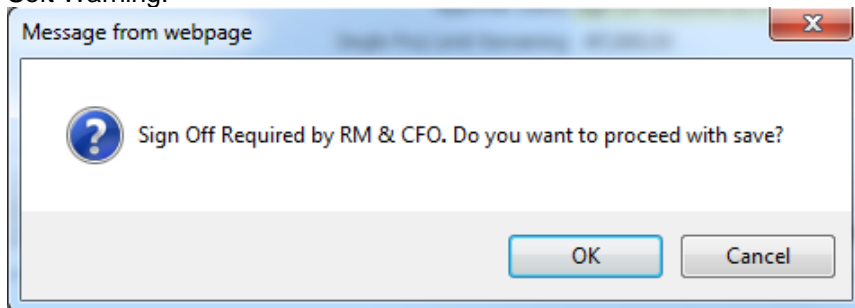 Soft Warning:
Message from webpage
Sign Off Required by RM & CFO. Do you want to proceed with save?
OK
Cancel